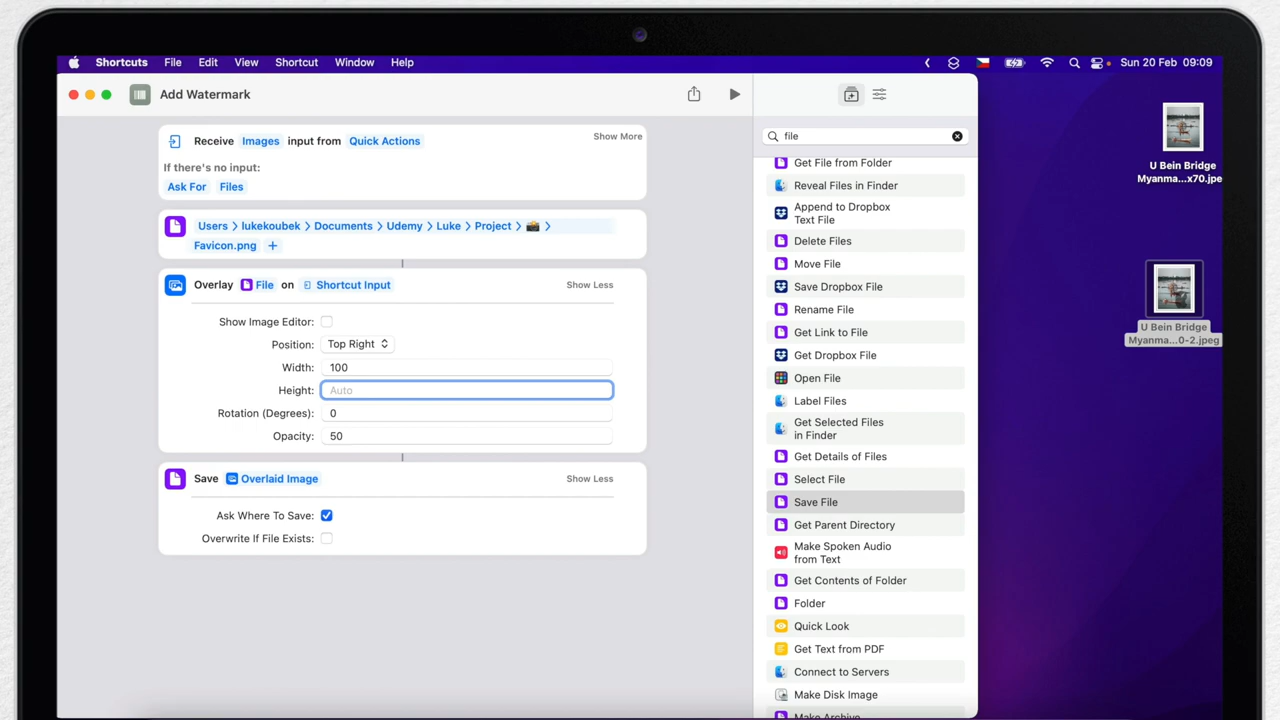 Shortcuts File Edit View Shortcut Window Help
Sun 20 Feb 09:09
Add Watermark
Receive Images input from Quick Actions
Show More
If there's no input:
Ask For Files
Users > lukekoubek > Documents > Udemy > Luke > Project > 📸 >
Favicon.png +
Overlay File on Shortcut Input
Show Less
Show Image Editor:
Position: Top Right
Width: 100
Height: Auto
Rotation (Degrees): 0
Opacity: 50
Save Overlaid Image
Show Less
Ask Where To Save:
Overwrite If File Exists:
file
Get File from Folder
Reveal Files in Finder
Append to Dropbox
Text File
Delete Files
Move File
Save Dropbox File
Rename File
Get Link to File
Get Dropbox File
Open File
Label Files
Get Selected Files
in Finder
Get Details of Files
Select File
Save File
Get Parent Directory
Make Spoken Audio
from Text
Get Contents of Folder
Folder
Quick Look
Get Text from PDF
Connect to Servers
Make Disk Image
Make Archive
U Bein Bridge
Myanma...x70.jpe
U Bein Bridge
Myanma...0-2.jpeg